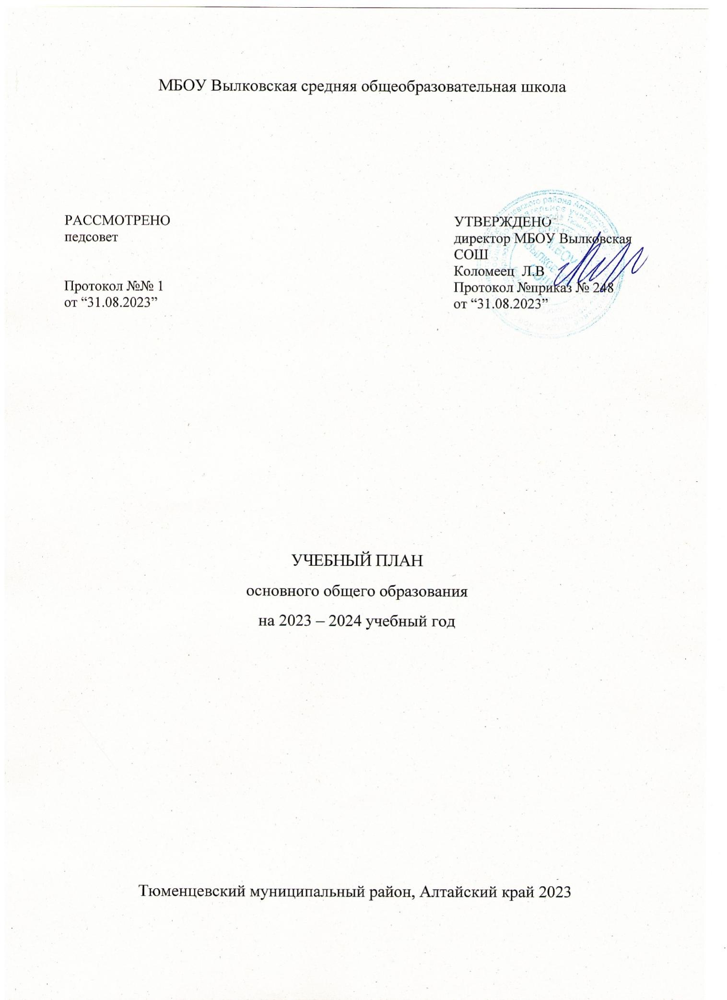 МБОУ Вылковская средняя общеобразовательная школа
РАССМОТРЕНО
педсовет
Протокол №№ 1
от “31.08.2023”
УТВЕРЖДЕНО
директор МБОУ Вылковская
СОШ
Коломеец Л.В
Протокол №приказ № 248
от “31.08.2023”
УЧЕБНЫЙ ПЛАН
основного общего образования
на 2023 – 2024 учебный год
Тюменцевский муниципальный район, Алтайский край 2023